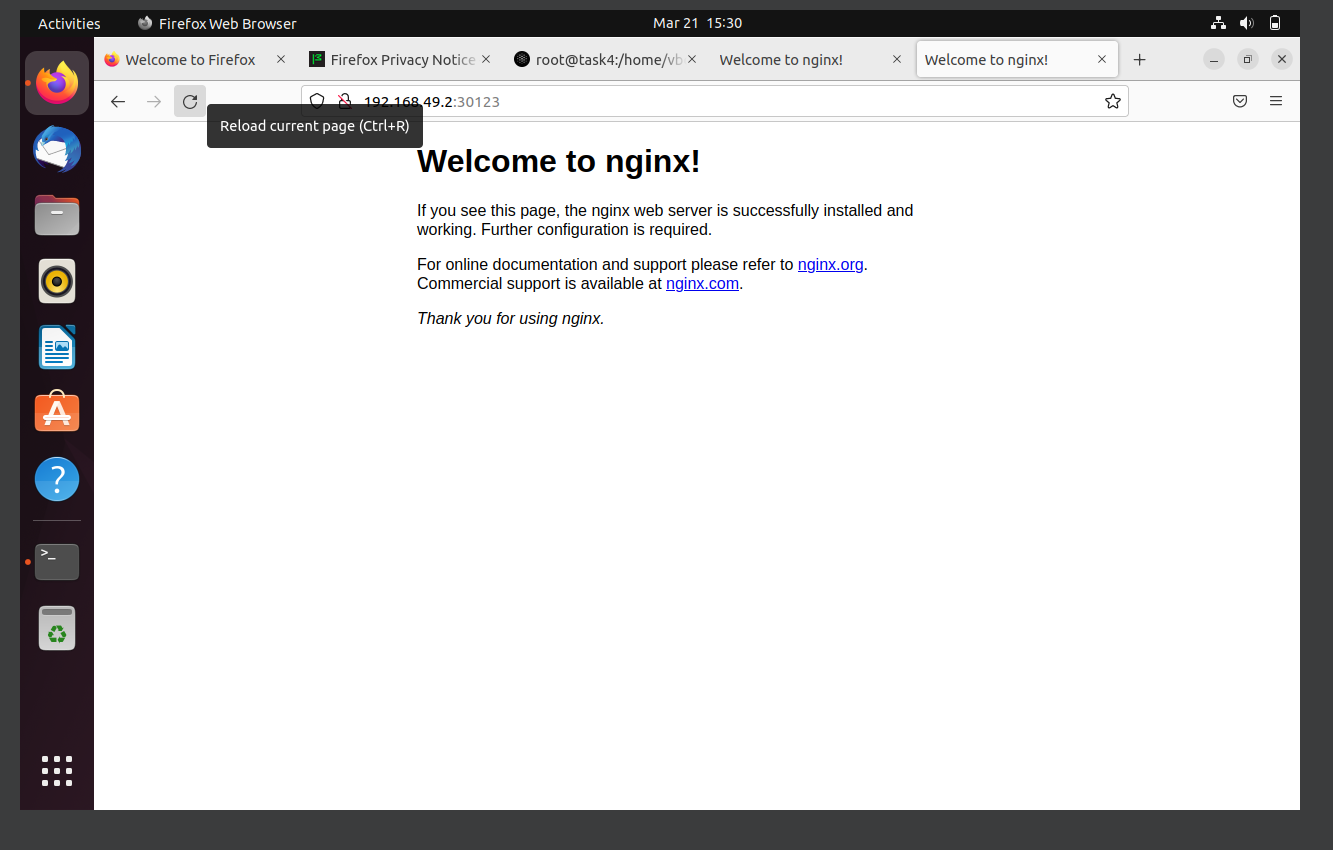 Activities
Firefox Web Browser
Mar 21 15:30
Welcome to Firefox
Firefox Privacy Notice
root@task4:/home/vb
Welcome to nginx!
Welcome to nginx!
192.168.49.2:30123
Reload current page (Ctrl+R)
Welcome to nginx!
If you see this page, the nginx web server is successfully installed and
working. Further configuration is required.
For online documentation and support please refer to nginx.org.
Commercial support is available at nginx.com.
Thank you for using nginx.